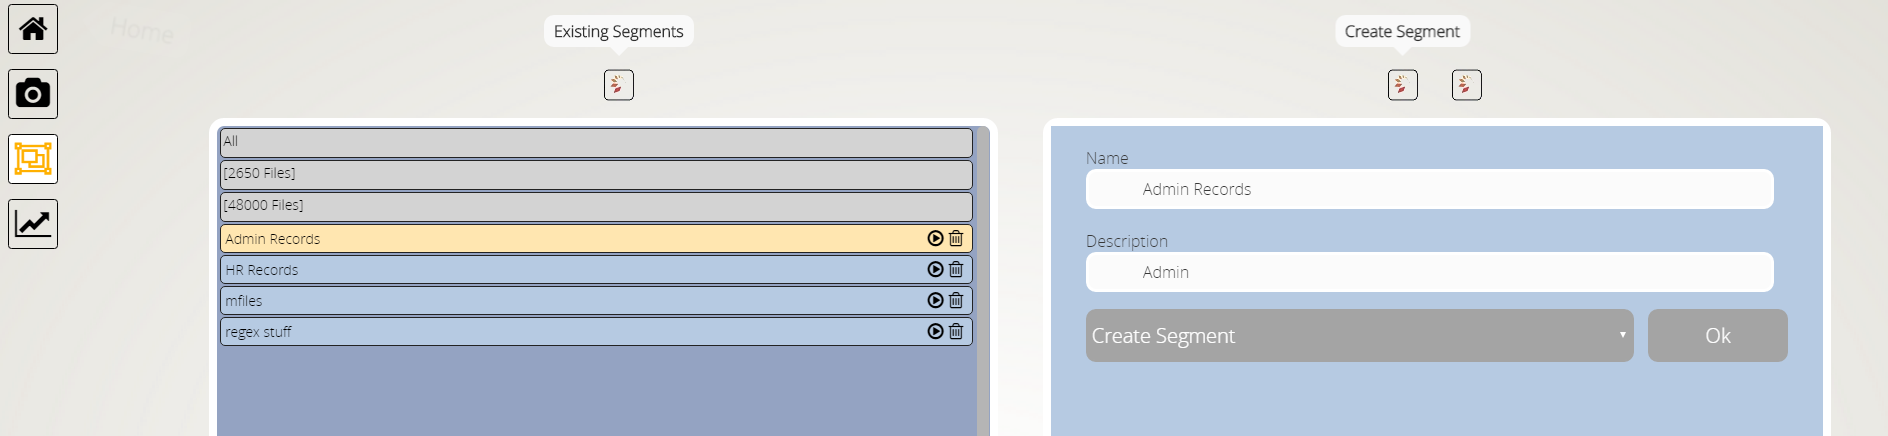 Home
Existing Segments
All
[2650 Files]
[48000 Files]
Admin Records
HR Records
mfiles
regex stuff
Create Segment
Name
Admin Records
Description
Admin
Create Segment
Ok